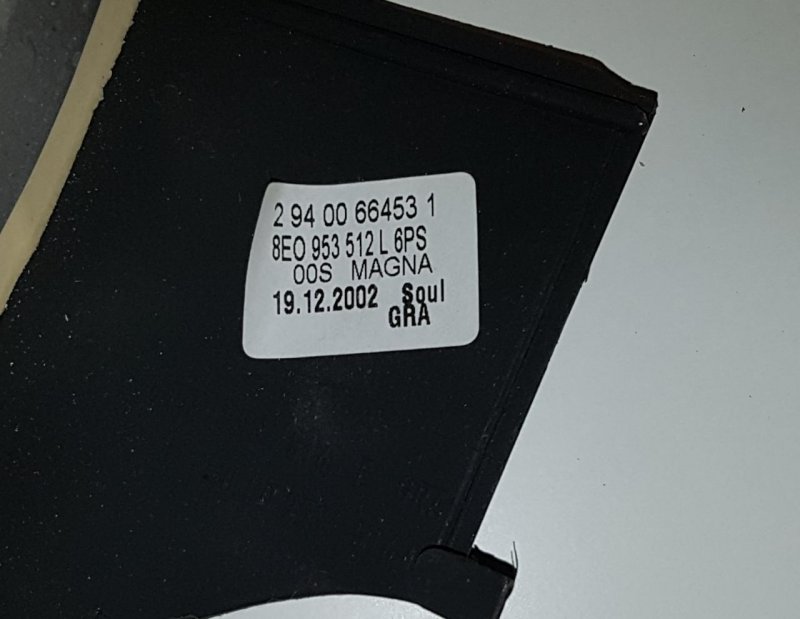 2 94 00 66453 1
8E0 953 512 L 6PS
00S MAGNA
19.12.2002 Soul
GRA